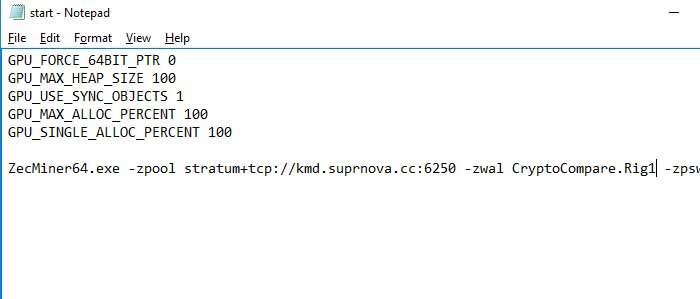 start - Notepad
File Edit Format View Help
GPU_FORCE_64BIT_PTR 0
GPU_MAX_HEAP_SIZE 100
GPU_USE_SYNC_OBJECTS 1
GPU_MAX_ALLOC_PERCENT 100
GPU_SINGLE_ALLOC_PERCENT 100
ZecMiner64.exe -zpool stratum+tcp://kmd.suprnova.cc:6250 -zwal CryptoCompare.Rig1 -zpsw